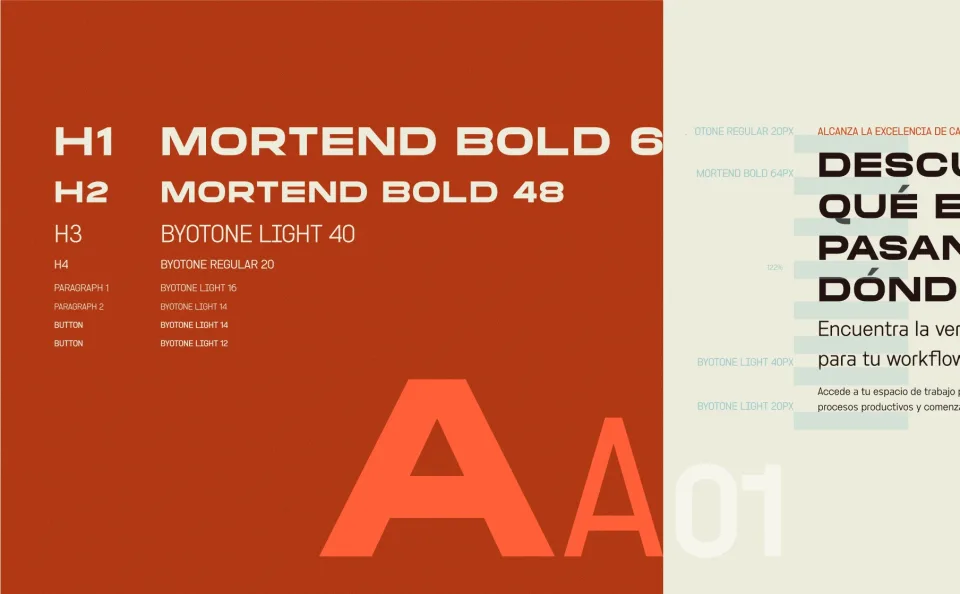 H1 MORTEND BOLD 6
H2 MORTEND BOLD 48
H3 BYOTONE LIGHT 40
H4 BYOTONE REGULAR 20
PARAGRAPH 1 BYOTONE LIGHT 16
PARAGRAPH 2 BYOTONE LIGHT 14
BUTTON BYOTONE LIGHT 14
BUTTON BYOTONE LIGHT 12
AA
OTONE REGULAR 20PX
MORTEND BOLD 64PX
122%
BYOTONE LIGHT 40PX
BYOTONE LIGHT 20PX
01
ALCANZA LA EXCELENCIA DE CA
DESCU
QUÉ E
PASAN
DÓND
Encuentra la ver
para tu workflow
Accede a tu espacio de trabajo p
procesos productivos y comenza